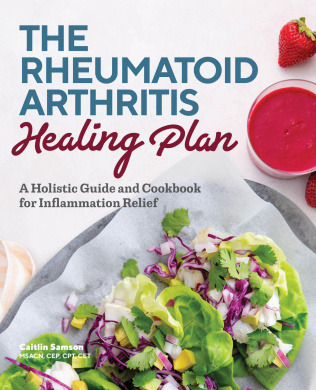 THE
RHEUMATOID
ARTHRITIS
Healing Plan
A Holistic Guide and Cookbook
for Inflammation Relief
Caitlin Samson
MSACN, CEP, CPT, CET